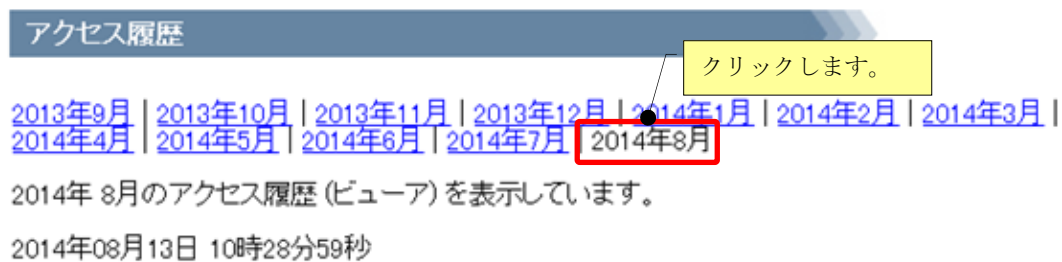 アクセス履歴
クリックします。
2013年9月 | 2013年10月 | 2013年11月 | 2013年12月 | 2014年1月 | 2014年2月 | 2014年3月 |
2014年4月 | 2014年5月 | 2014年6月 | 2014年7月 | 2014年8月
2014年 8月のアクセス履歴 (ビューア) を表示しています。
2014年08月13日 10時28分59秒